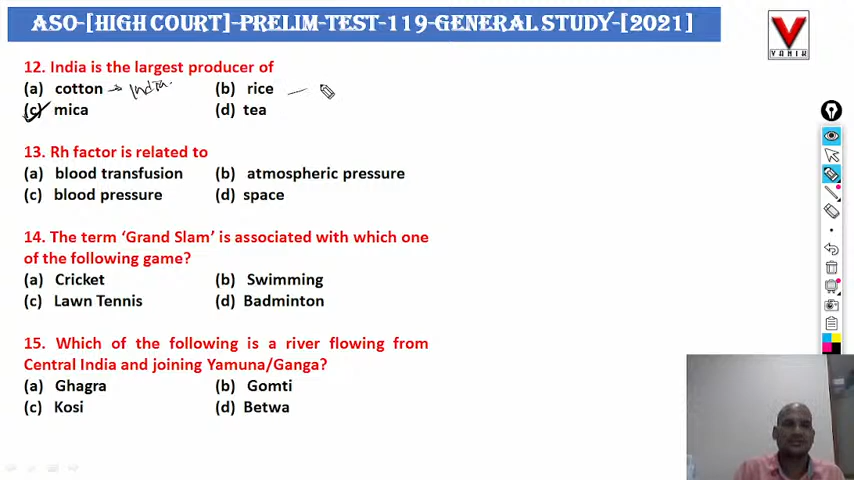 ASO-[HIGH COURT]-PRELIM-TEST-119-GENERAL STUDY-[2021]
VAMIR
12. India is the largest producer of
(a) cotton → India. (b) rice —
(c) mica (d) tea
13. Rh factor is related to
(a) blood transfusion (b) atmospheric pressure
(c) blood pressure (d) space
14. The term ‘Grand Slam’ is associated with which one
of the following game?
(a) Cricket (b) Swimming
(c) Lawn Tennis (d) Badminton
15. Which of the following is a river flowing from
Central India and joining Yamuna/Ganga?
(a) Ghagra (b) Gomti
(c) Kosi (d) Betwa